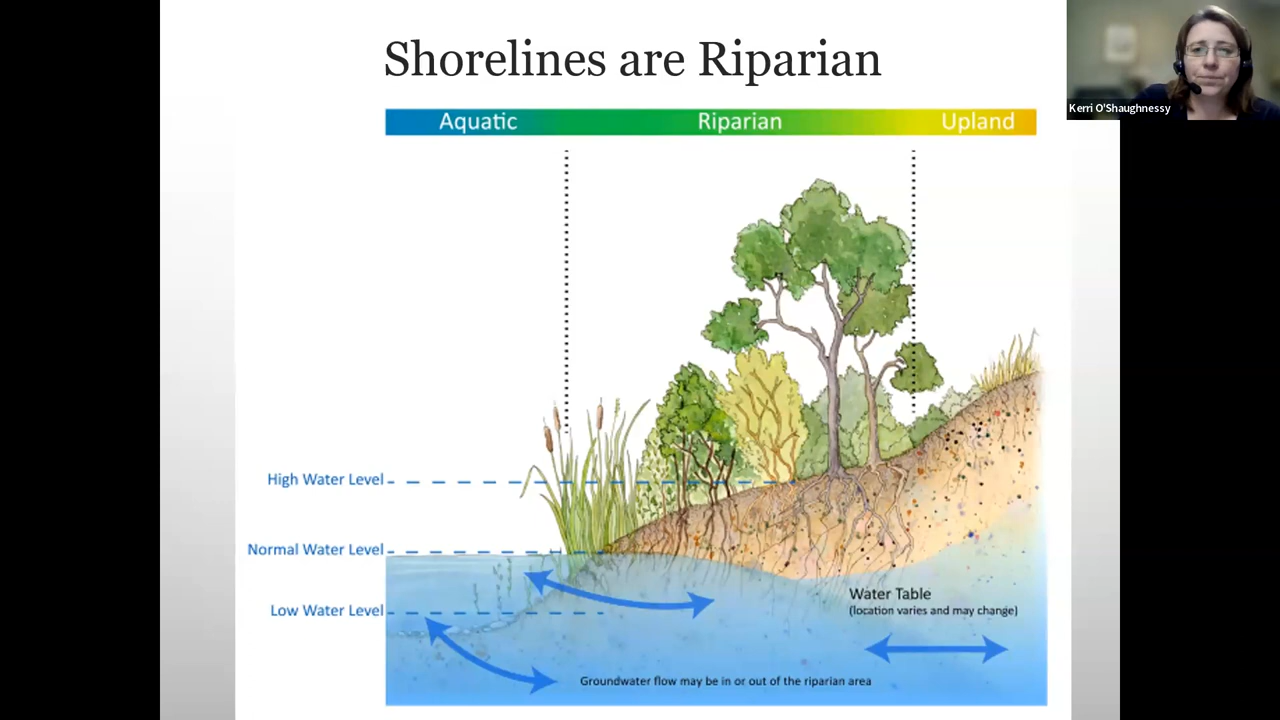 Shorelines are Riparian
Kerri O'Shaughnessy
Aquatic Riparian Upland
High Water Level
Normal Water Level
Low Water Level
Water Table
(location varies and may change)
Groundwater flow may be in or out of the riparian area